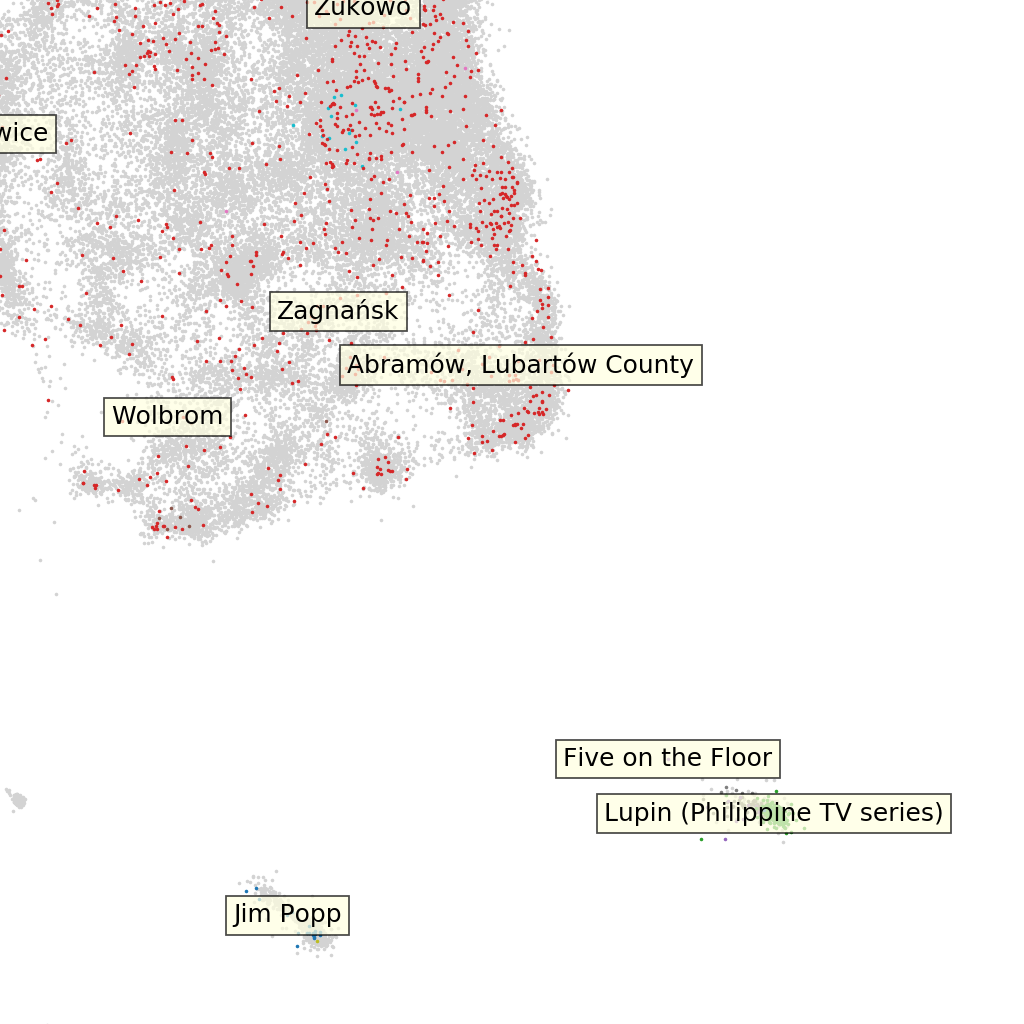 Żukowo
wice
Zagnańsk
Abramów, Lubartów County
Wolbrom
Five on the Floor
Lupin (Philippine TV series)
Jim Popp